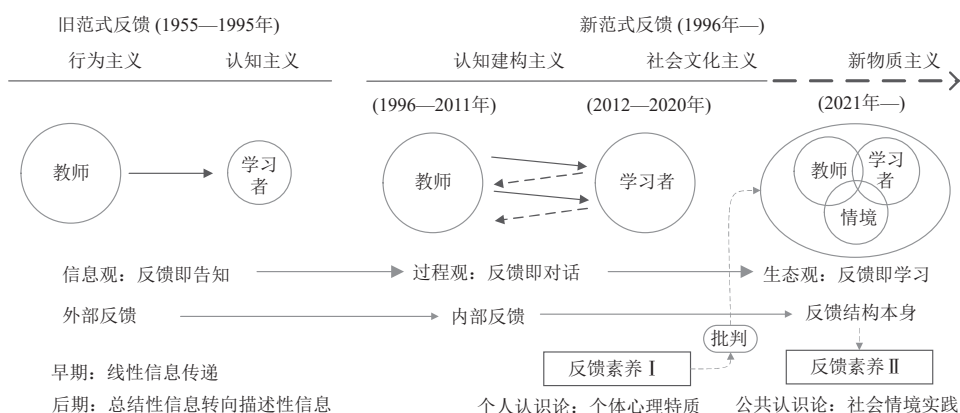 旧范式反馈 (1955—1995年) 新范式反馈 (1996年—)
行为主义 认知主义 认知建构主义 社会文化主义 新物质主义
(1996—2011年) (2012—2020年) (2021年—)
教师 学习者 教师 学习者 教师 学习者 情境
信息观：反馈即告知 过程观：反馈即对话 生态观：反馈即学习
外部反馈 内部反馈 反馈结构本身
批判
早期：线性信息传递 反馈素养Ⅰ 反馈素养Ⅱ
后期：总结性信息转向描述性信息 个人认识论：个体心理特质 公共认识论：社会情境实践